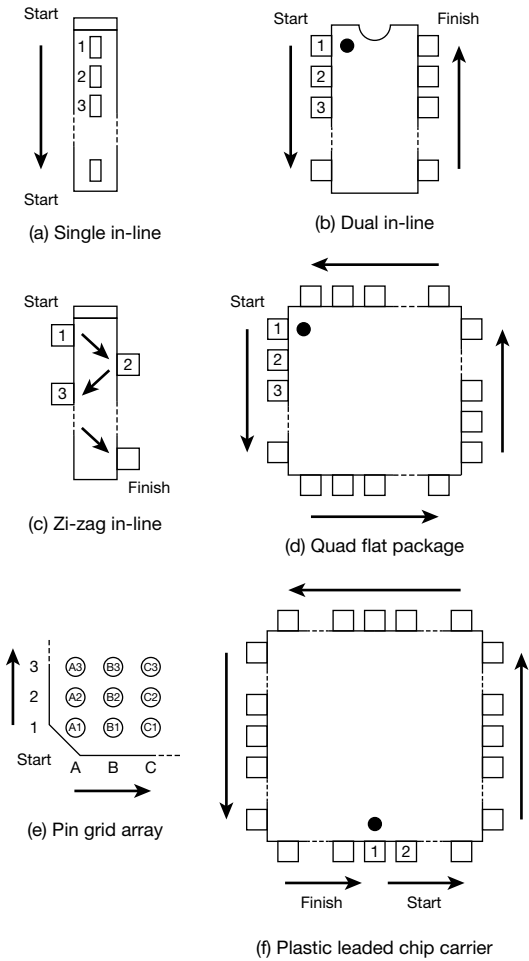 Start
1
2
3
Start
(a) Single in-line
Start
Finish
1
2
3
(b) Dual in-line
Start
1
2
3
Finish
(c) Zi-zag in-line
Start
1
2
3
(d) Quad flat package
3 A3 B3 C3
2 A2 B2 C2
1 A1 B1 C1
Start A B C
(e) Pin grid array
1 2
Finish Start
(f) Plastic leaded chip carrier